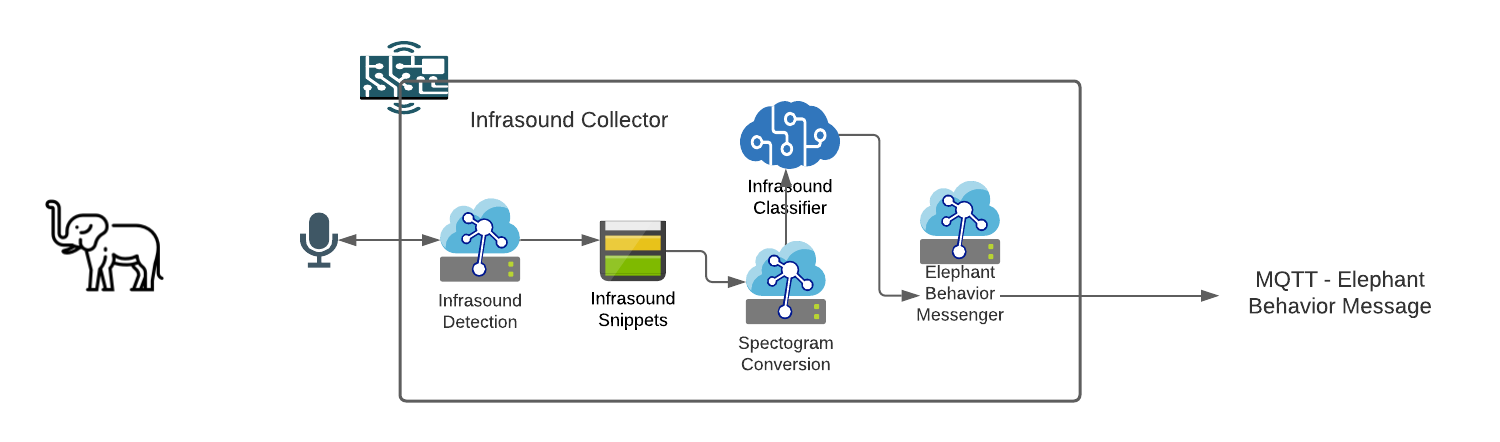 Infrasound Collector
Infrasound
Detection
Infrasound
Snippets
Spectogram
Conversion
Infrasound
Classifier
Elephant
Behavior
Messenger
MQTT - Elephant
Behavior Message